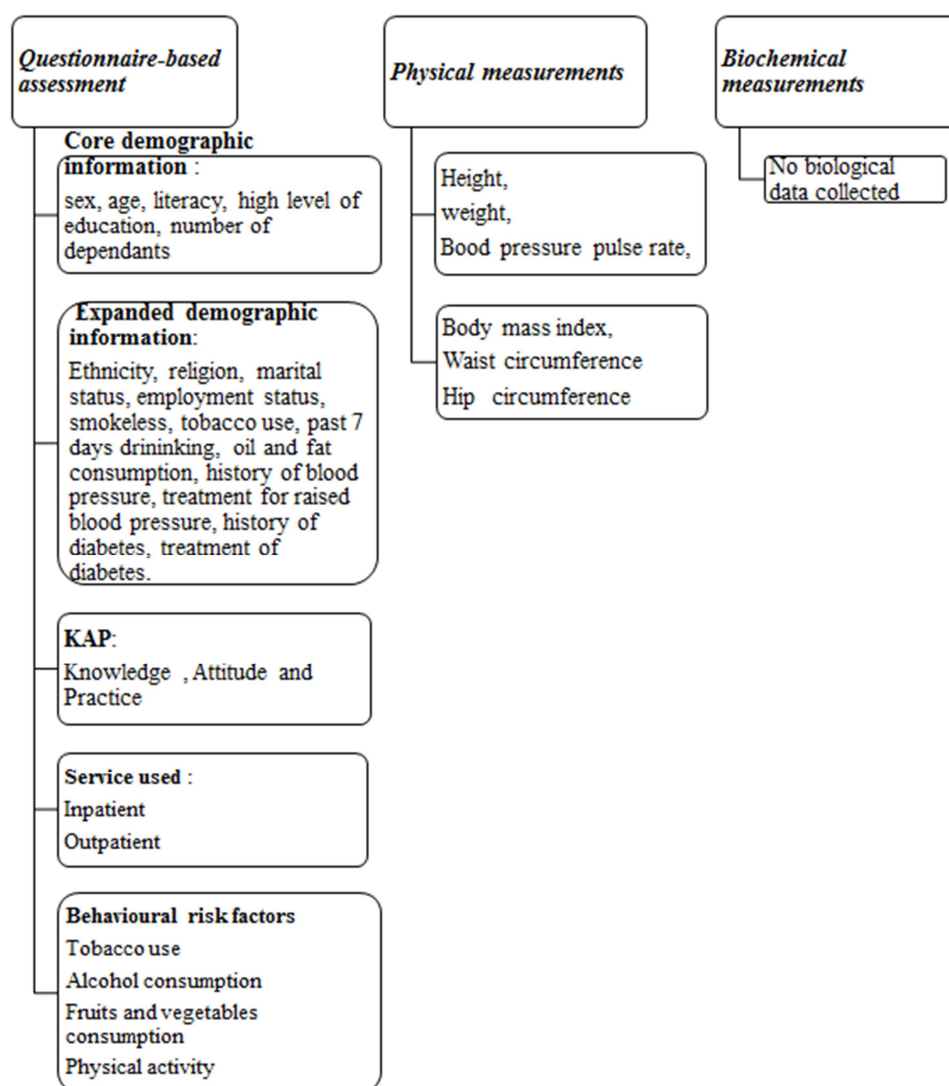 Questionnaire-based
assessment
Core demographic
information :
sex, age, literacy, high level of
education, number of
dependants
Expanded demographic
information:
Ethnicity, religion, marital
status, employment status,
smokeless, tobacco use, past 7
days drininking, oil and fat
consumption, history of blood
pressure, treatment for raised
blood pressure, history of
diabetes, treatment of
diabetes.
KAP:
Knowledge , Attitude and
Practice
Service used :
Inpatient
Outpatient
Behavioural risk factors
Tobacco use
Alcohol consumption
Fruits and vegetables
consumption
Physical activity
Physical measurements
Height,
weight,
Bood pressure pulse rate,
Body mass index,
Waist circumference
Hip circumference
Biochemical
measurements
No biological
data collected